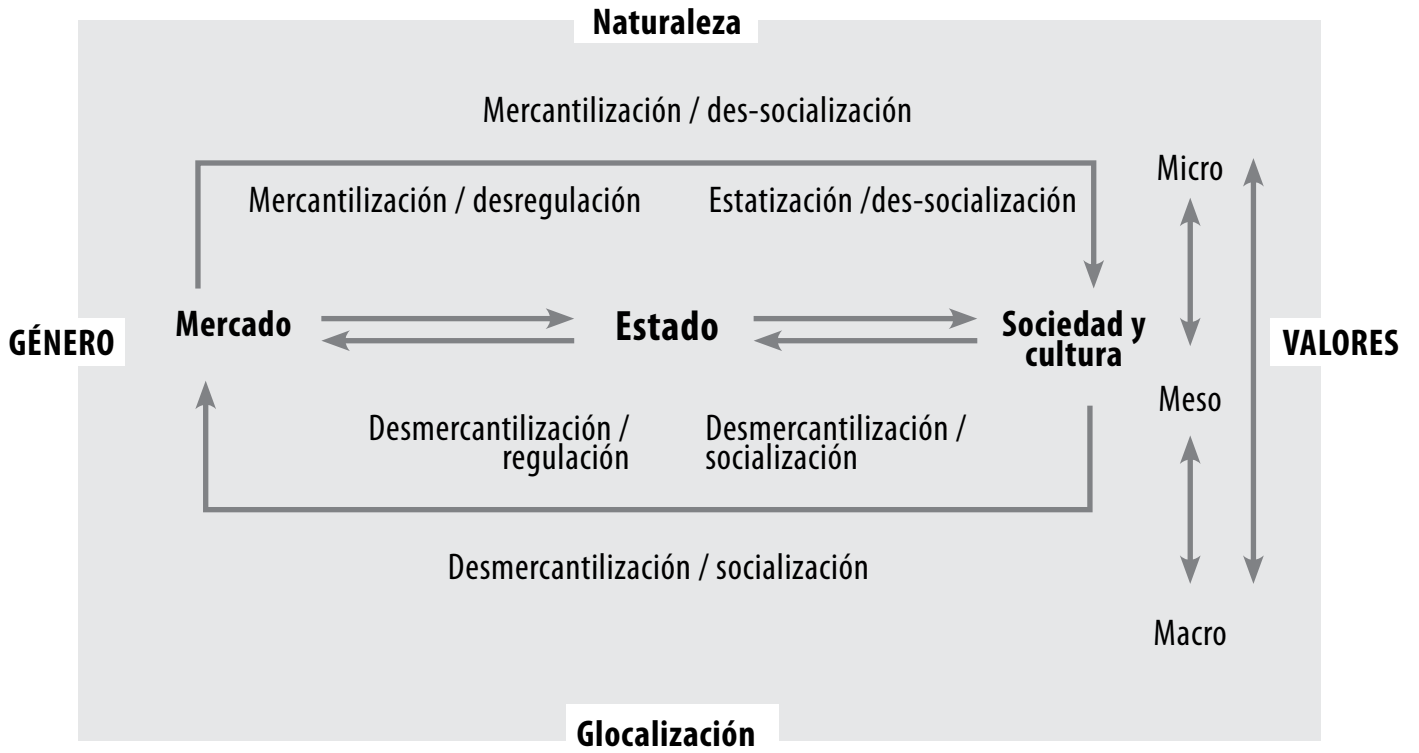 Naturaleza
Mercantilización / des-socialización
Micro
Mercantilización / desregulación
Estatización /des-socialización
GÉNERO
Mercado
Estado
Sociedad y
cultura
VALORES
Meso
Desmercantilización /
regulación
Desmercantilización /
socialización
Desmercantilización / socialización
Macro
Glocalización